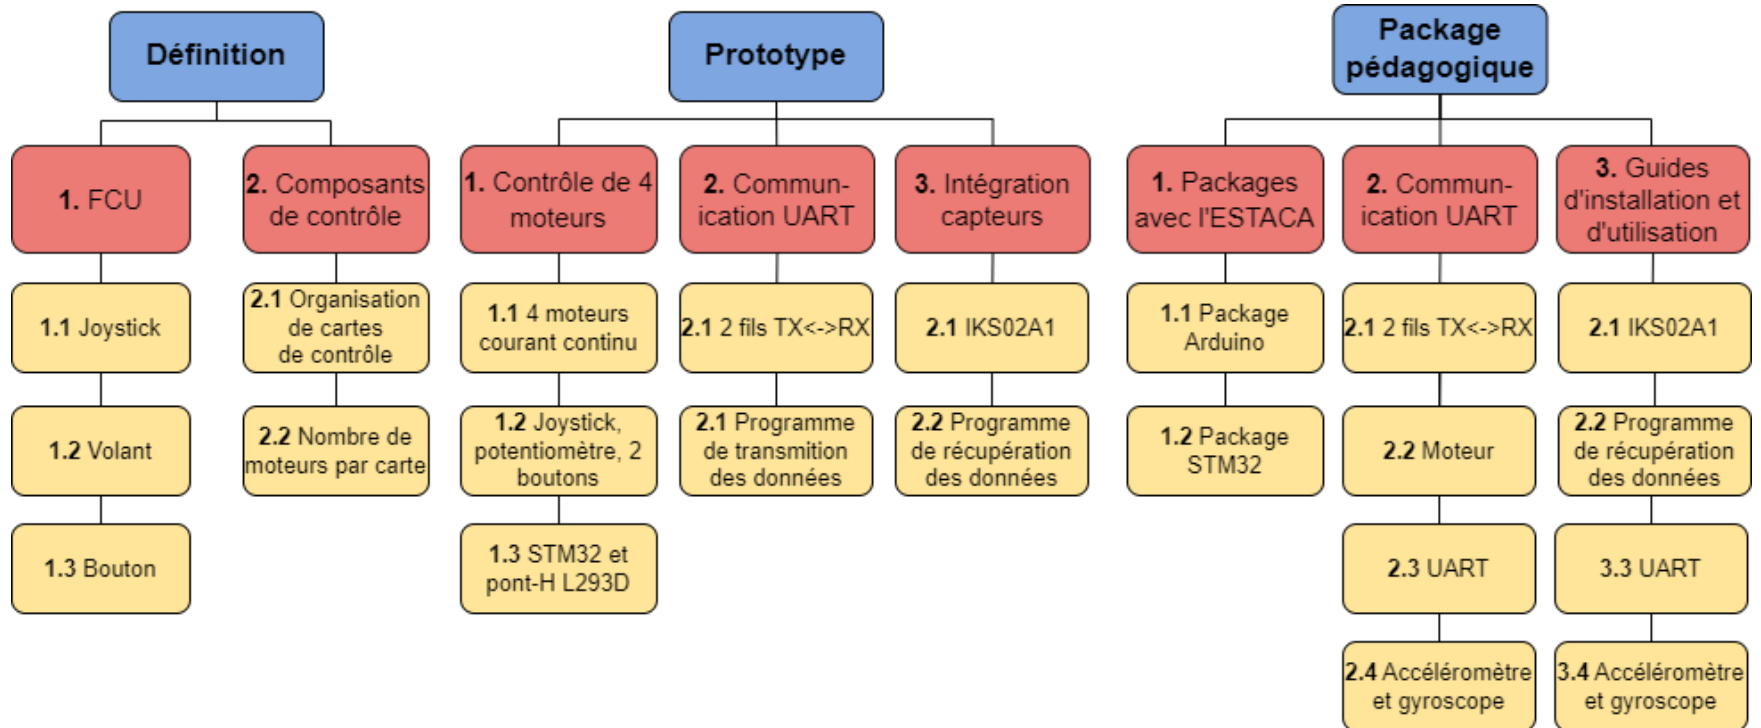 Définition
1. FCU
1.1 Joystick
1.2 Volant
1.3 Bouton
2. Composants
de contrôle
2.1 Organisation
de cartes
de contrôle
2.2 Nombre de
moteurs par carte
Prototype
1. Contrôle de 4
moteurs
1.1 4 moteurs
courant continu
1.2 Joystick,
potentiomètre, 2
boutons
1.3 STM32 et
pont-H L293D
2. Commun-
ication UART
2.1 2 fils TX<->RX
2.1 Programme
de transmition
des données
3. Intégration
capteurs
2.1 IKS02A1
2.2 Programme
de récupération
des données
Package
pédagogique
1. Packages
avec l'ESTACA
1.1 Package
Arduino
1.2 Package
STM32
2. Commun-
ication UART
2.1 2 fils TX<->RX
2.2 Moteur
2.3 UART
2.4 Accéléromètre
et gyroscope
3. Guides
d'installation et
d'utilisation
2.1 IKS02A1
2.2 Programme
de récupération
des données
3.3 UART
3.4 Accéléromètre
et gyroscope